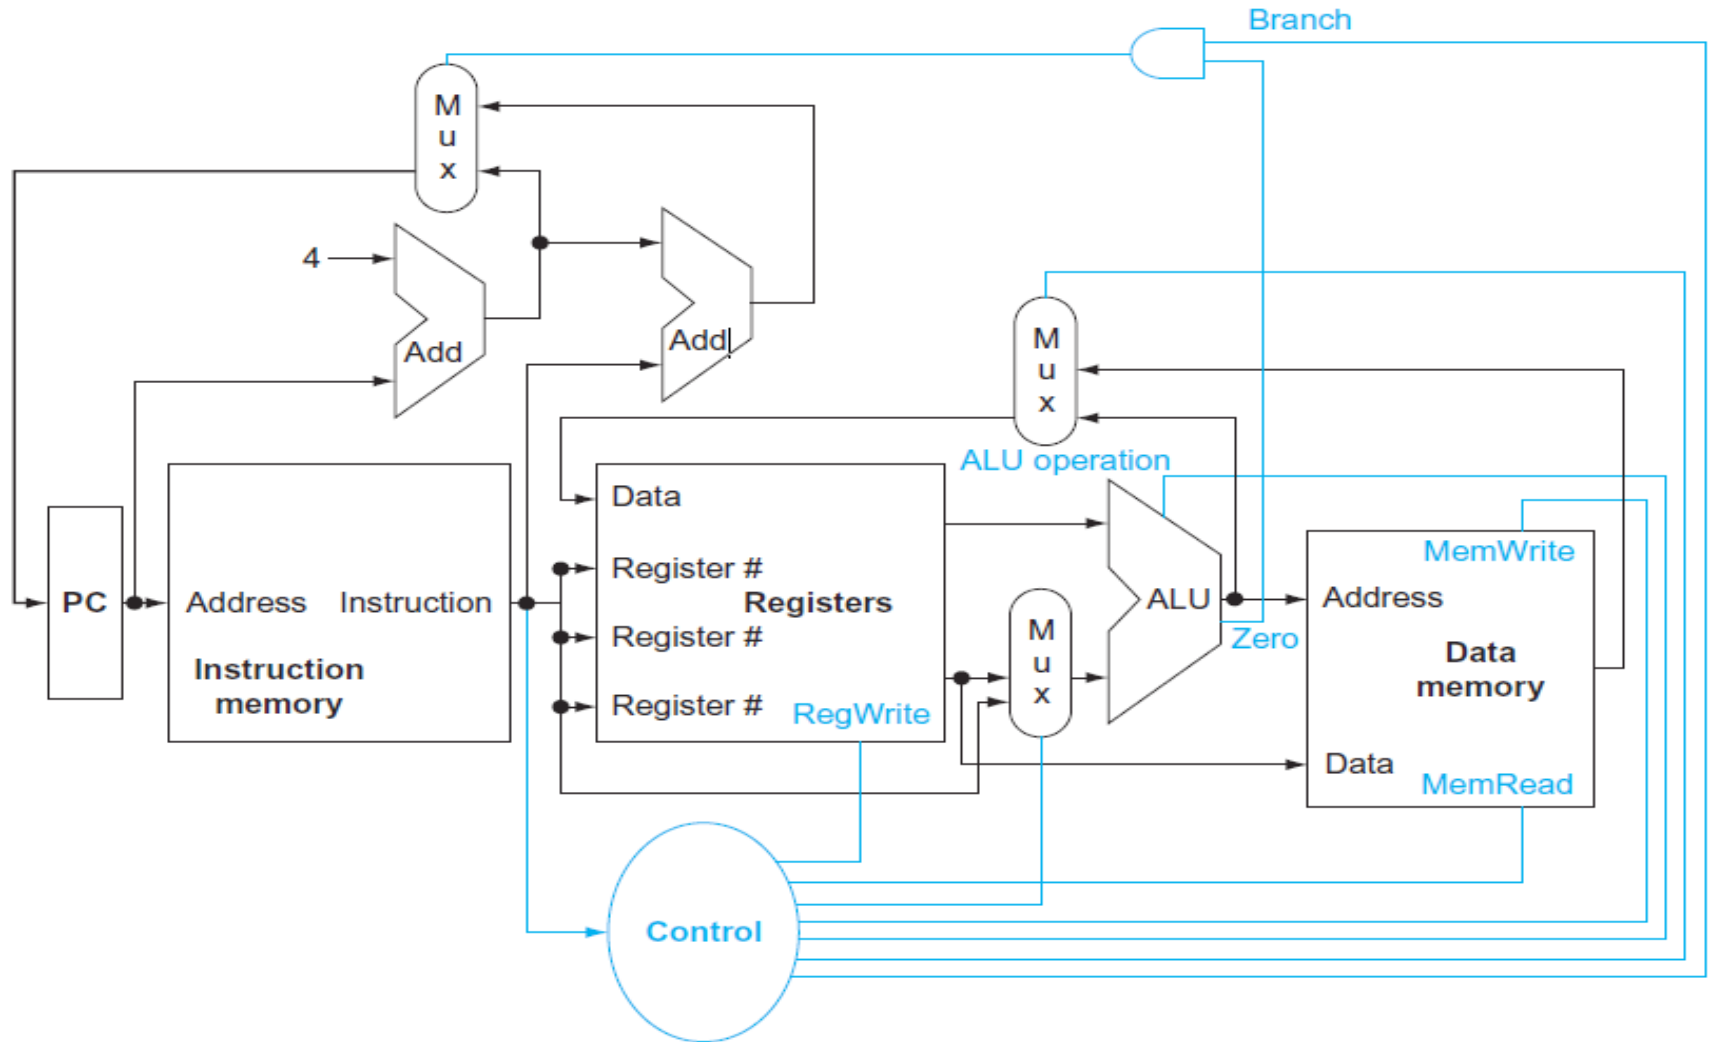 Branch
M
u
x
4
Add
Add
M
u
x
ALU operation
Data
Register #
Registers
Register #
Register #
RegWrite
PC
Address
Instruction
Instruction
memory
M
u
x
ALU
Zero
MemWrite
Address
Data
memory
Data
MemRead
Control